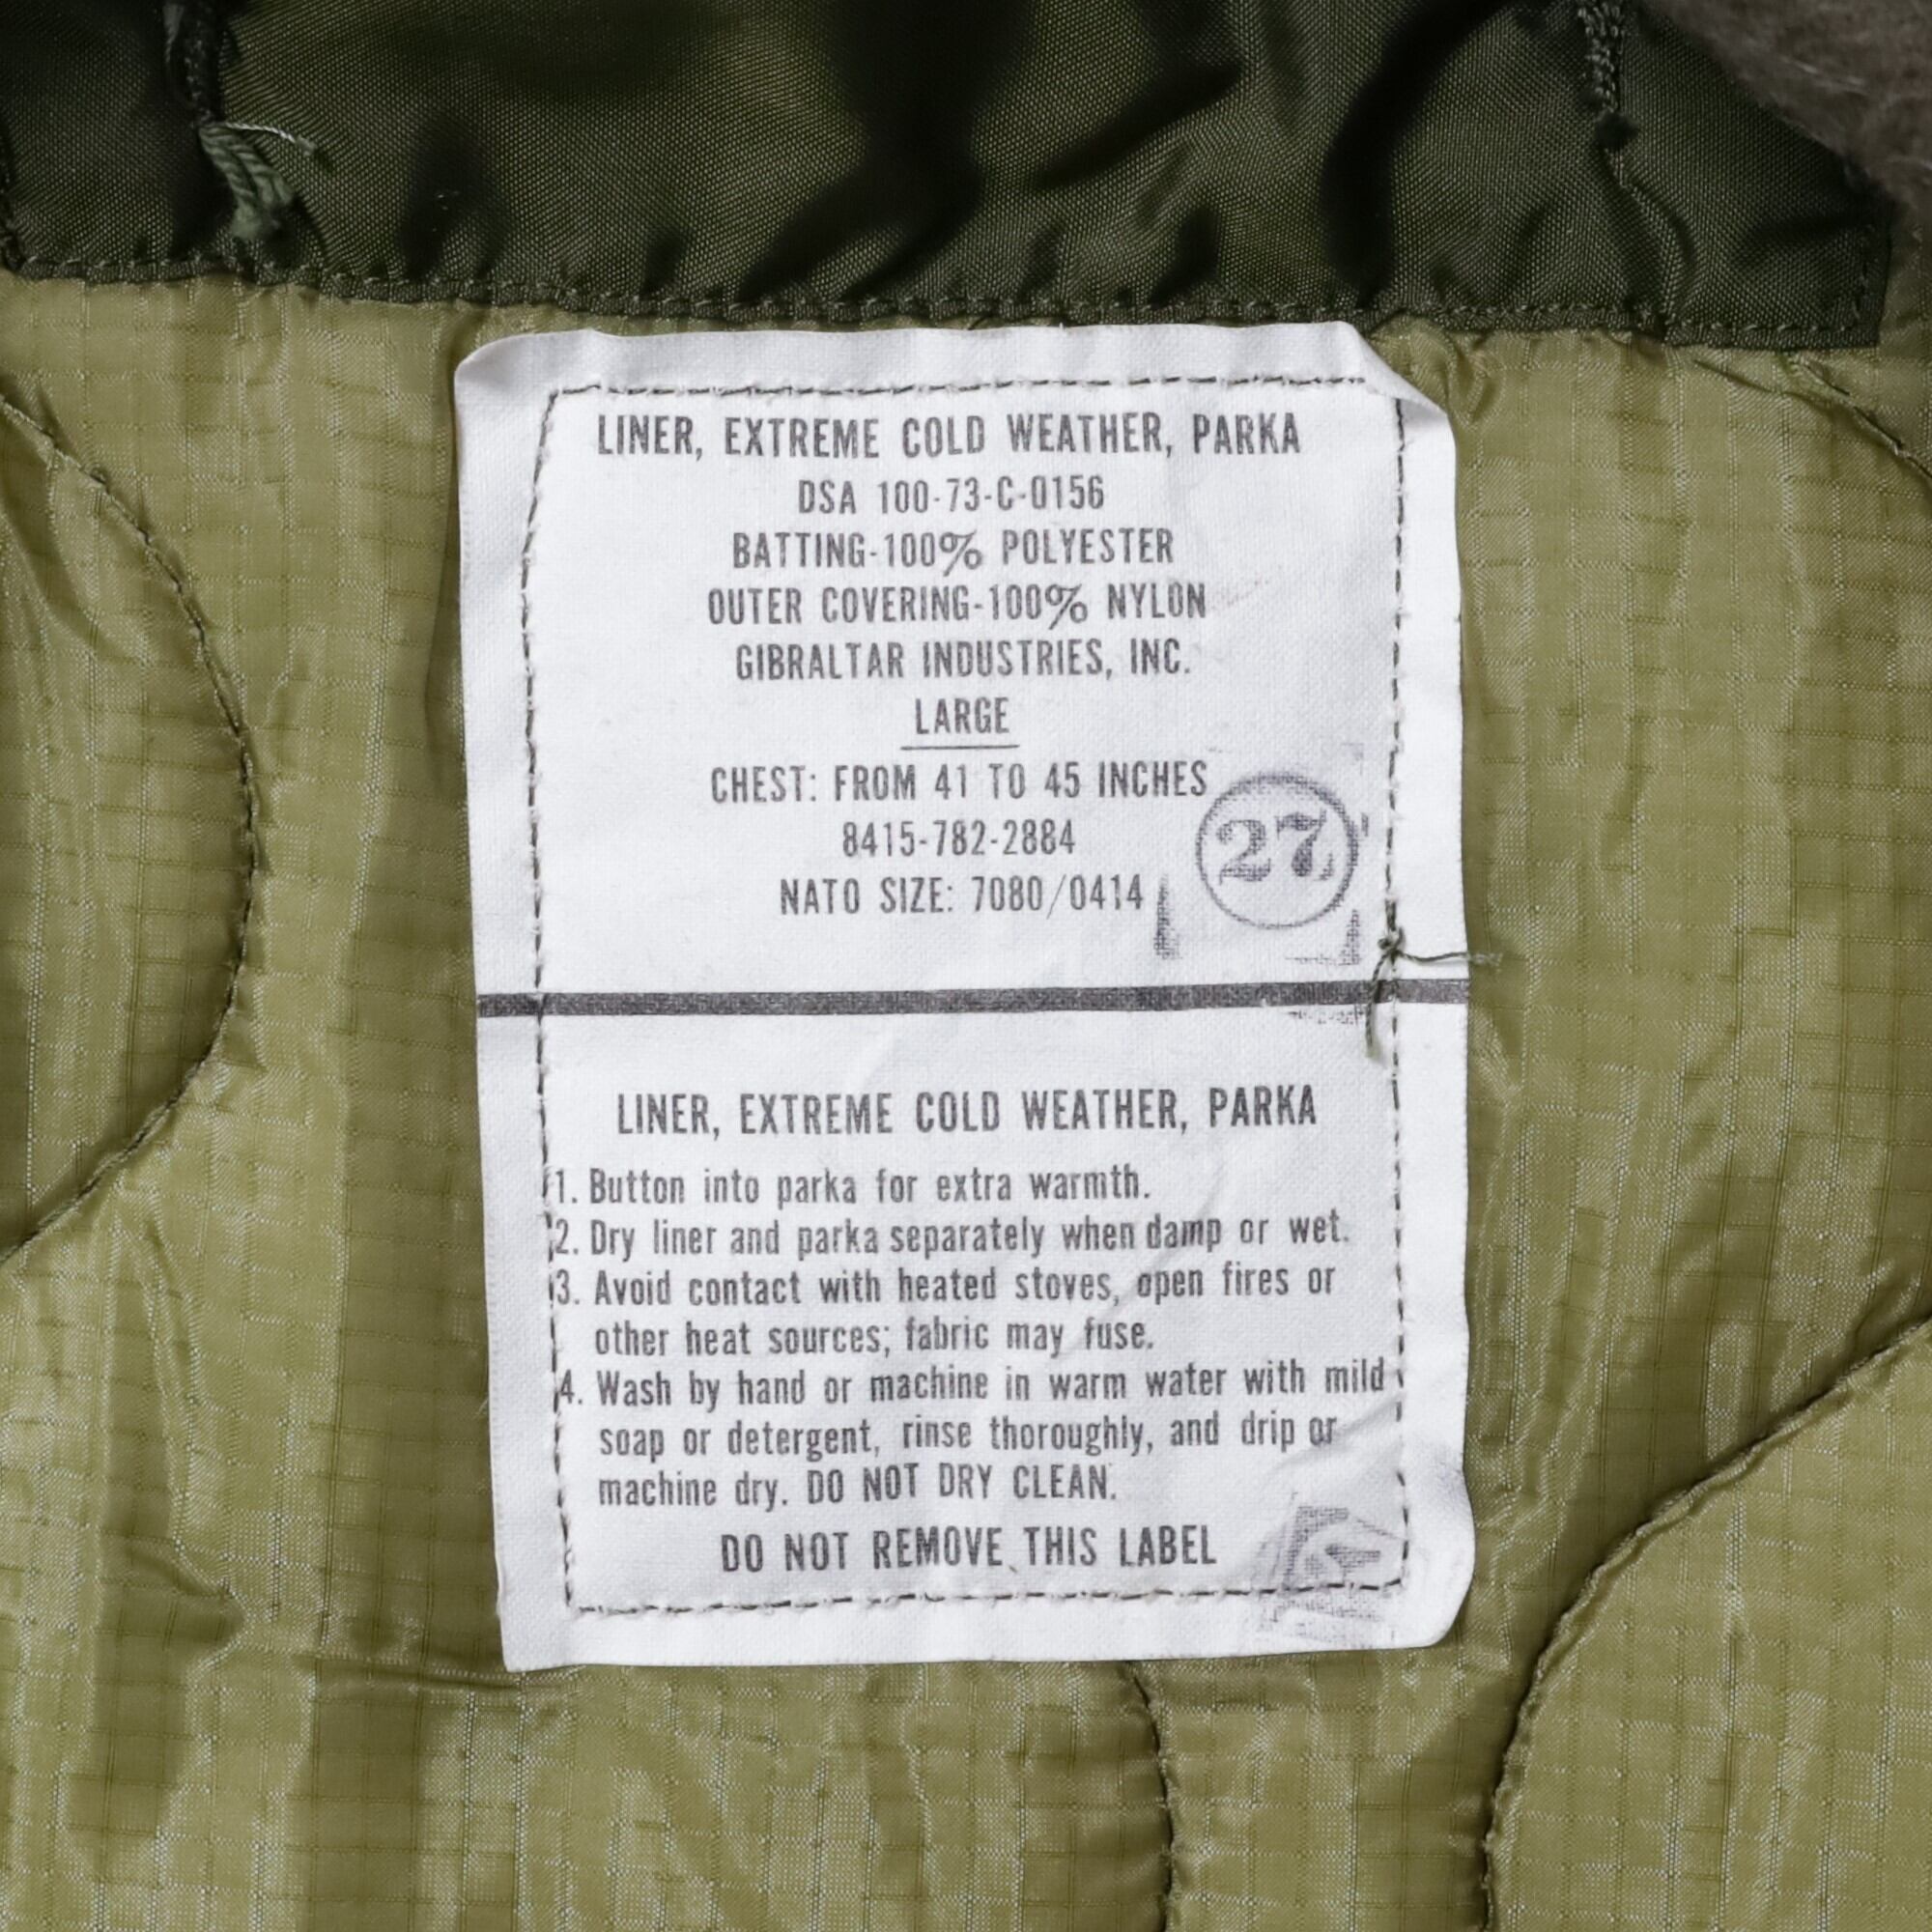 LINER, EXTREME COLD WEATHER, PARKA
DSA 100-73-C-0156
BATTING-100% POLYESTER
OUTER COVERING-100% NYLON
GIBRALTAR INDUSTRIES, INC.
LARGE
CHEST: FROM 41 TO 45 INCHES
8415-782-2884
NATO SIZE: 7080/0414
27
LINER, EXTREME COLD WEATHER, PARKA
1. Button into parka for extra warmth.
2. Dry liner and parka separately when damp or wet.
3. Avoid contact with heated stoves, open fires or
other heat sources; fabric may fuse.
4. Wash by hand or machine in warm water with mild
soap or detergent, rinse thoroughly, and drip or
machine dry. DO NOT DRY CLEAN.
DO NOT REMOVE THIS LABEL